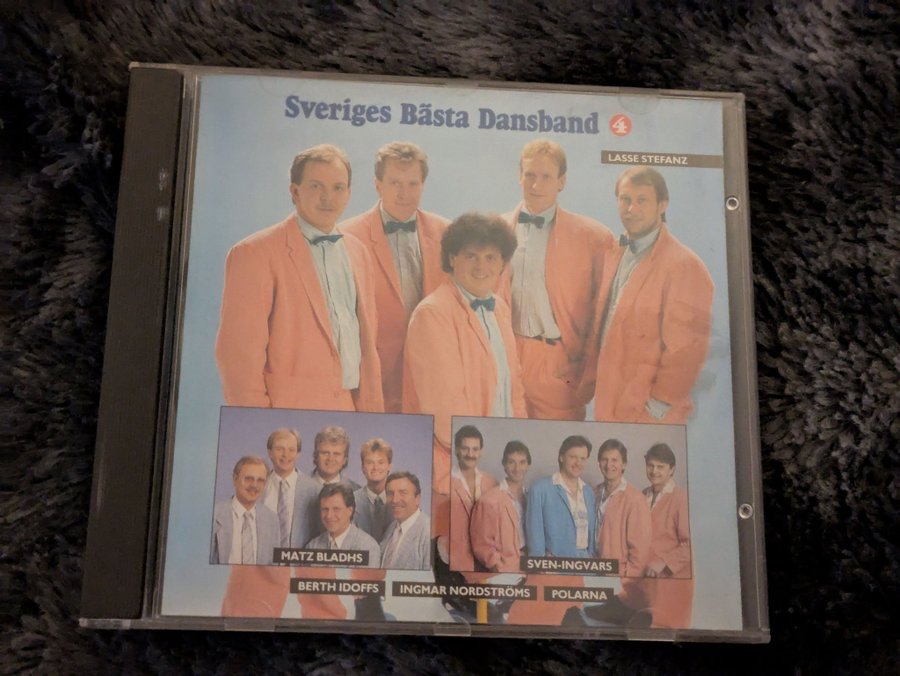 Sveriges Bästa Dansband 4
LASSE STEFANZ
MATZ BLADHS
SVEN-INGVARS
BERTH IDOFFS
INGMAR NORDSTRÖMS
POLARNA